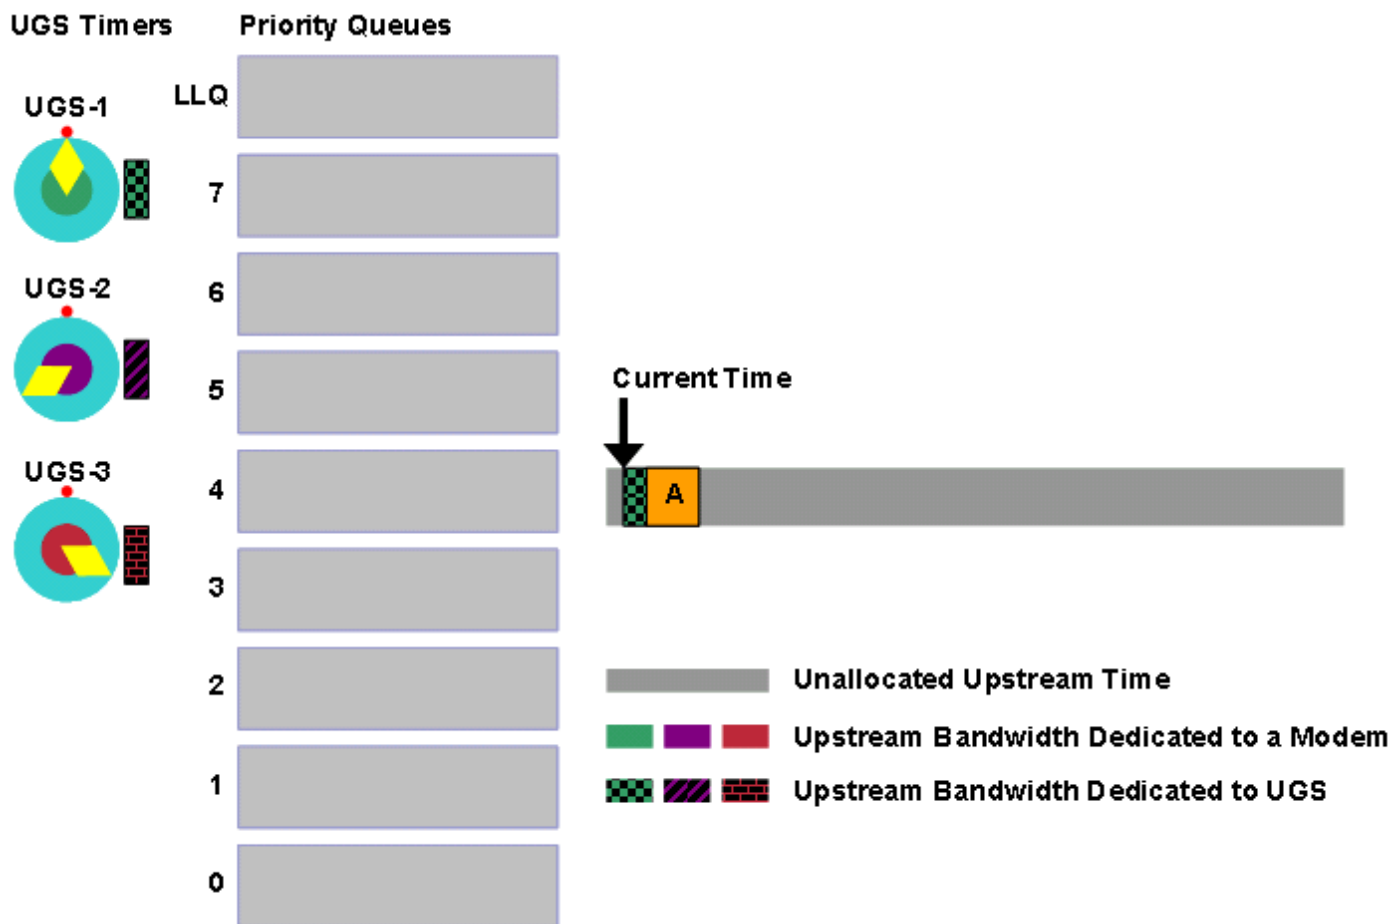 UGS Timers
Priority Queues
LLQ
UGS-1
7
UGS-2
6
5
Current Time
UGS-3
4
A
3
2
Unallocated Upstream Time
Upstream Bandwidth Dedicated to a Modem
1
Upstream Bandwidth Dedicated to UGS
0